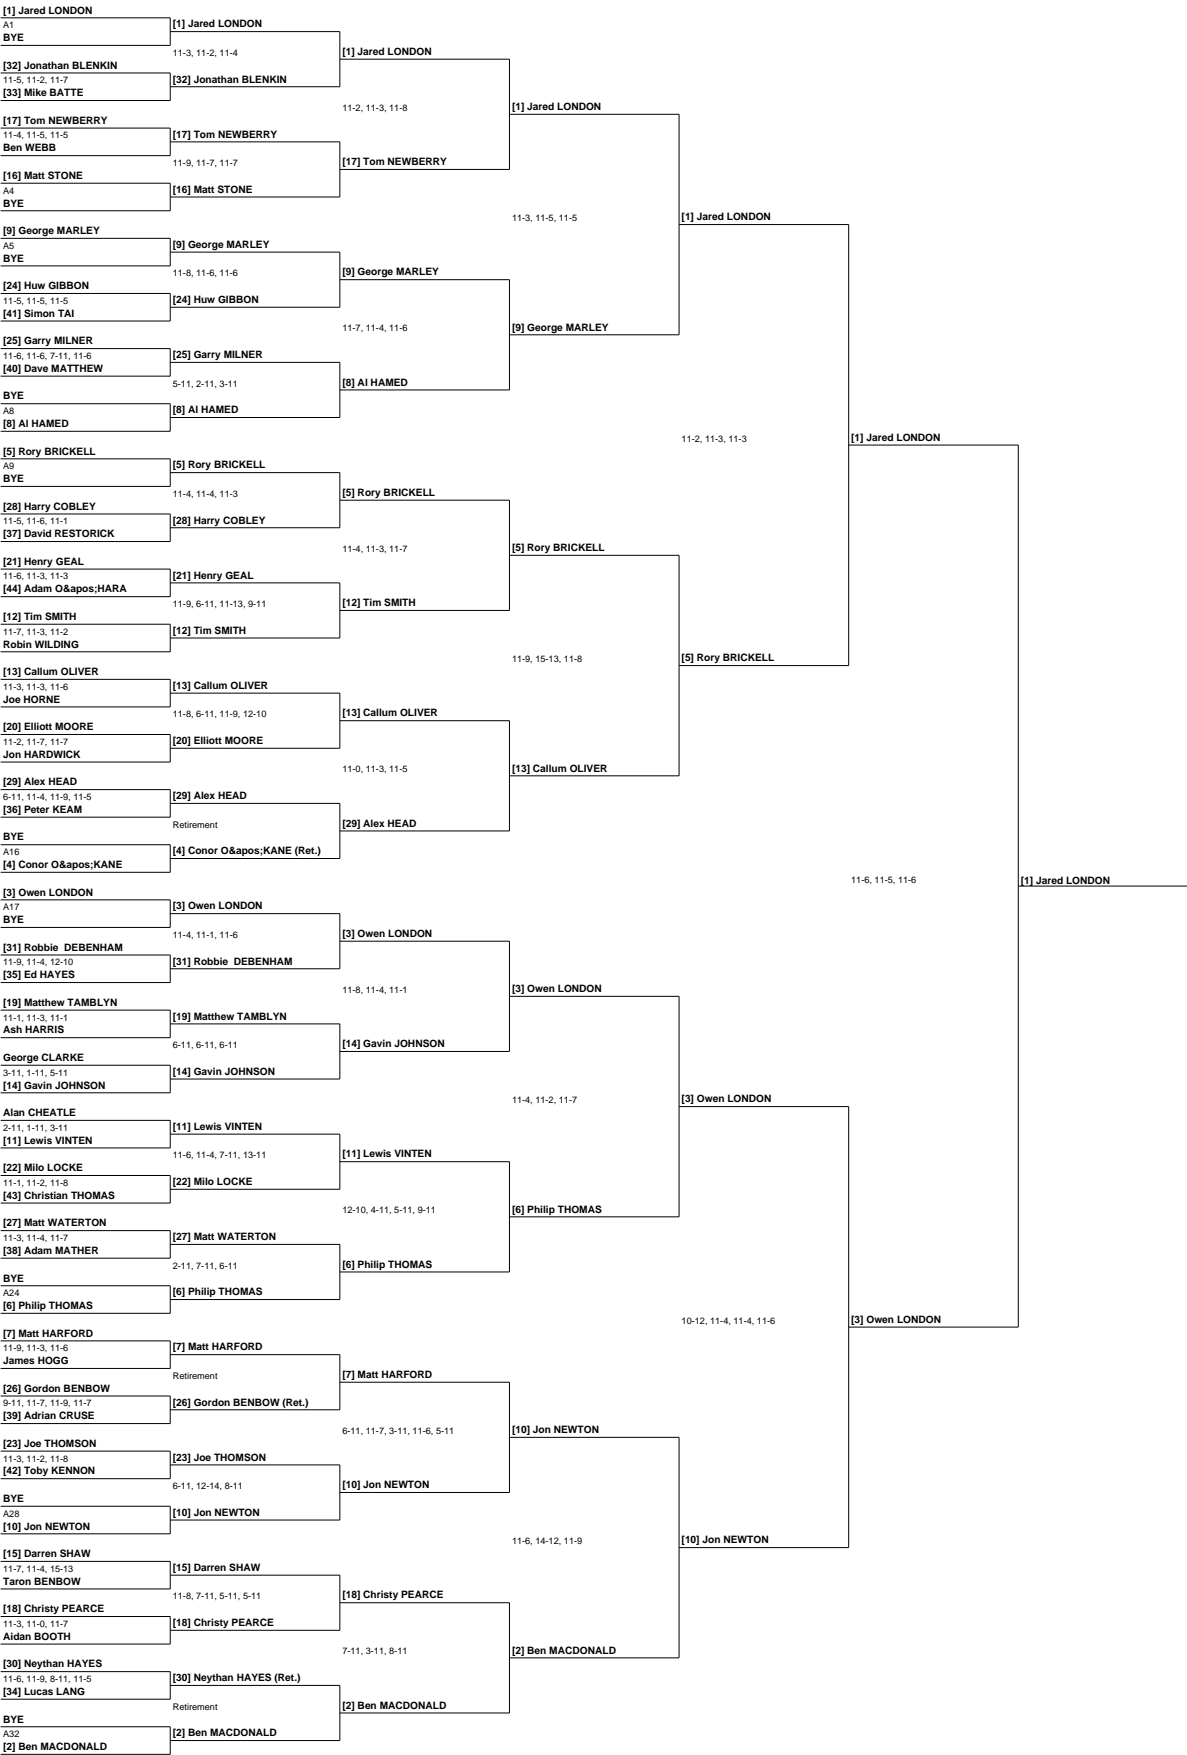 [1] Jared LONDON
A1
BYE
[32] Jonathan BLENKIN
11-5, 11-2, 11-7
[33] Mike BATTE
[17] Tom NEWBERRY
11-4, 11-5, 11-5
Ben WEBB
[16] Matt STONE
A4
BYE
[9] George MARLEY
A5
BYE
[24] Huw GIBBON
11-5, 11-5, 11-5
[41] Simon TAI
[25] Garry MILNER
11-6, 11-6, 7-11, 11-6
[40] Dave MATTHEW
BYE
A8
[8] Al HAMED
[5] Rory BRICKELL
A9
BYE
[28] Harry COBLEY
11-5, 11-6, 11-1
[37] David RESTORICK
[21] Henry GEAL
11-6, 11-3, 11-3
[44] Adam O&apos;HARA
[12] Tim SMITH
11-7, 11-3, 11-2
Robin WILDING
[13] Callum OLIVER
11-3, 11-3, 11-6
Joe HORNE
[20] Elliott MOORE
11-2, 11-7, 11-7
Jon HARDWICK
[29] Alex HEAD
6-11, 11-4, 11-9, 11-5
[36] Peter KEAM
BYE
A16
[4] Conor O&apos;KANE
[3] Owen LONDON
A17
BYE
[31] Robbie  DEBENHAM
11-9, 11-4, 12-10
[35] Ed HAYES
[19] Matthew TAMBLYN
11-1, 11-3, 11-1
Ash HARRIS
George CLARKE
3-11, 1-11, 5-11
[14] Gavin JOHNSON
Alan CHEATLE
2-11, 1-11, 3-11
[11] Lewis VINTEN
[22] Milo LOCKE
11-1, 11-2, 11-8
[43] Christian THOMAS
[27] Matt WATERTON
11-3, 11-4, 11-7
[38] Adam MATHER
BYE
A24
[6] Philip THOMAS
[7] Matt HARFORD
11-9, 11-3, 11-6
James HOGG
[26] Gordon BENBOW
9-11, 11-7, 11-9, 11-7
[39] Adrian CRUSE
[23] Joe THOMSON
11-3, 11-2, 11-8
[42] Toby KENNON
BYE
A28
[10] Jon NEWTON
[15] Darren SHAW
11-7, 11-4, 15-13
Taron BENBOW
[18] Christy PEARCE
11-3, 11-0, 11-7
Aidan BOOTH
[30] Neythan HAYES
11-6, 11-9, 8-11, 11-5
[34] Lucas LANG
BYE
A32
[2] Ben MACDONALD
[1] Jared LONDON
11-3, 11-2, 11-4
[32] Jonathan BLENKIN
[17] Tom NEWBERRY
11-9, 11-7, 11-7
[16] Matt STONE
[9] George MARLEY
11-8, 11-6, 11-6
[24] Huw GIBBON
[25] Garry MILNER
5-11, 2-11, 3-11
[8] Al HAMED
[5] Rory BRICKELL
11-4, 11-4, 11-3
[28] Harry COBLEY
[21] Henry GEAL
11-9, 6-11, 11-13, 9-11
[12] Tim SMITH
[13] Callum OLIVER
11-8, 6-11, 11-9, 12-10
[20] Elliott MOORE
[29] Alex HEAD
Retirement
[4] Conor O&apos;KANE (Ret.)
[3] Owen LONDON
11-4, 11-1, 11-6
[31] Robbie  DEBENHAM
[19] Matthew TAMBLYN
6-11, 6-11, 6-11
[14] Gavin JOHNSON
[11] Lewis VINTEN
11-6, 11-4, 7-11, 13-11
[22] Milo LOCKE
[27] Matt WATERTON
2-11, 7-11, 6-11
[6] Philip THOMAS
[7] Matt HARFORD
Retirement
[26] Gordon BENBOW (Ret.)
[23] Joe THOMSON
6-11, 12-14, 8-11
[10] Jon NEWTON
[15] Darren SHAW
11-8, 7-11, 5-11, 5-11
[18] Christy PEARCE
[30] Neythan HAYES (Ret.)
Retirement
[2] Ben MACDONALD
[1] Jared LONDON
11-2, 11-3, 11-8
[17] Tom NEWBERRY
[9] George MARLEY
11-7, 11-4, 11-6
[8] Al HAMED
[5] Rory BRICKELL
11-4, 11-3, 11-7
[12] Tim SMITH
[13] Callum OLIVER
11-0, 11-3, 11-5
[29] Alex HEAD
[3] Owen LONDON
11-8, 11-4, 11-1
[14] Gavin JOHNSON
[11] Lewis VINTEN
12-10, 4-11, 5-11, 9-11
[6] Philip THOMAS
[7] Matt HARFORD
6-11, 11-7, 3-11, 11-6, 5-11
[10] Jon NEWTON
[18] Christy PEARCE
7-11, 3-11, 8-11
[2] Ben MACDONALD
[1] Jared LONDON
11-3, 11-5, 11-5
[9] George MARLEY
[5] Rory BRICKELL
11-9, 15-13, 11-8
[13] Callum OLIVER
[3] Owen LONDON
11-4, 11-2, 11-7
[6] Philip THOMAS
[10] Jon NEWTON
11-6, 14-12, 11-9
[2] Ben MACDONALD
[1] Jared LONDON
11-2, 11-3, 11-3
[5] Rory BRICKELL
[3] Owen LONDON
10-12, 11-4, 11-4, 11-6
[10] Jon NEWTON
[1] Jared LONDON
11-6, 11-5, 11-6
[3] Owen LONDON
[1] Jared LONDON